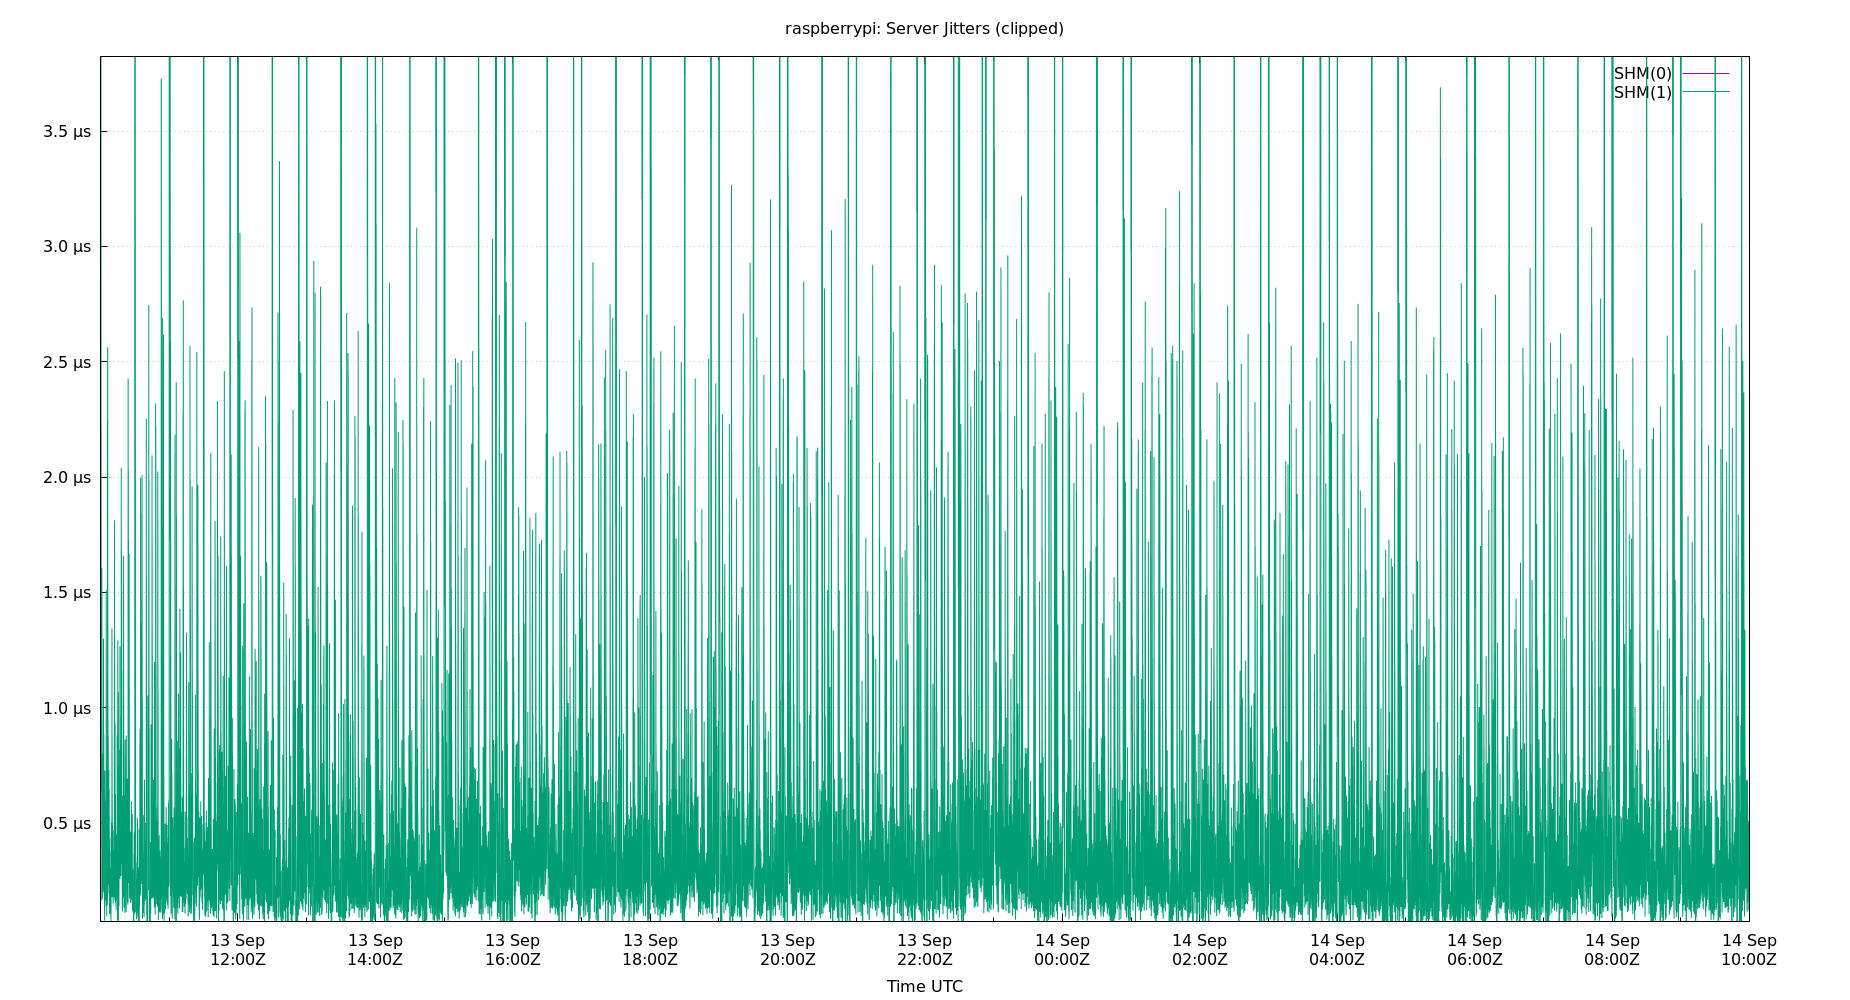 raspberrypi: Server Jitters (clipped)
SHM(0)
SHM(1)
3.5 µs
3.0 µs
2.5 µs
2.0 µs
1.5 µs
1.0 µs
0.5 µs
13 Sep 13 Sep 13 Sep 13 Sep 13 Sep 13 Sep 14 Sep 14 Sep 14 Sep 14 Sep 14 Sep 14 Sep
12:00Z 14:00Z 16:00Z 18:00Z 20:00Z 22:00Z 00:00Z 02:00Z 04:00Z 06:00Z 08:00Z 10:00Z
Time UTC